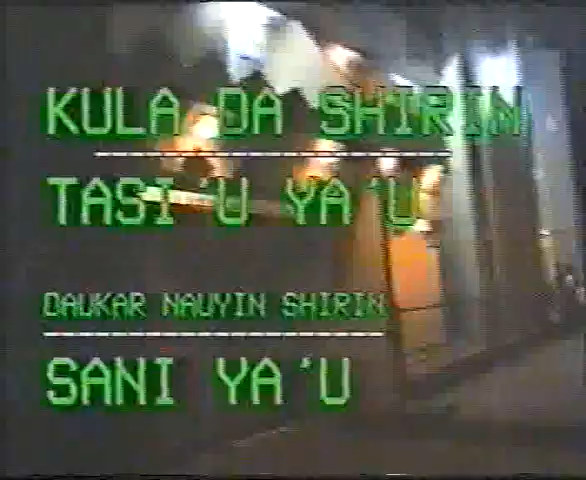 KULA DA SHIRIN
TASI'U YA'U
DAUKAR NAUYIN SHIRIN
SANI YA'U